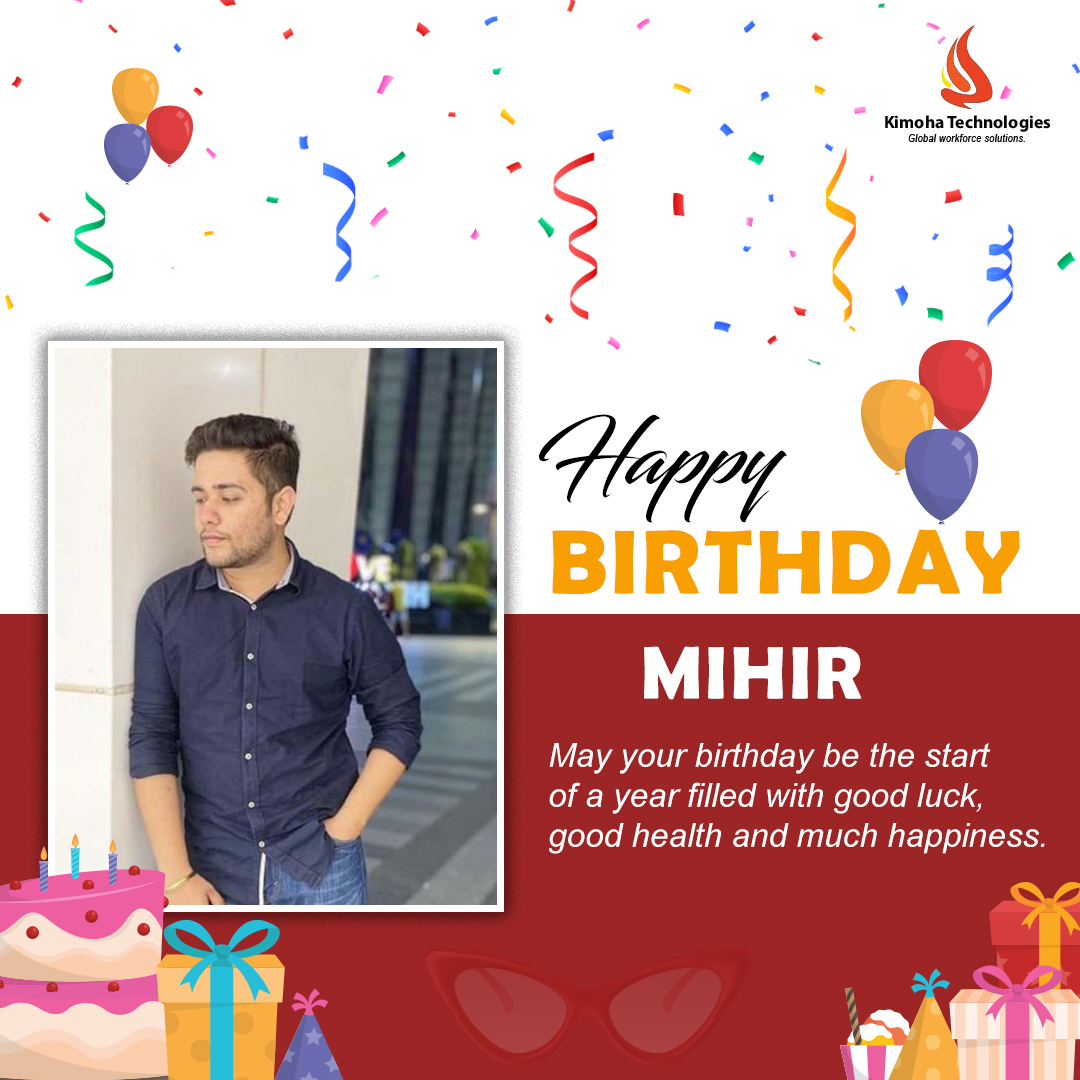 Kimoha Technologies
Global workforce solutions.
Happy
BIRTHDAY
MIHIR
May your birthday be the start
of a year filled with good luck,
good health and much happiness.